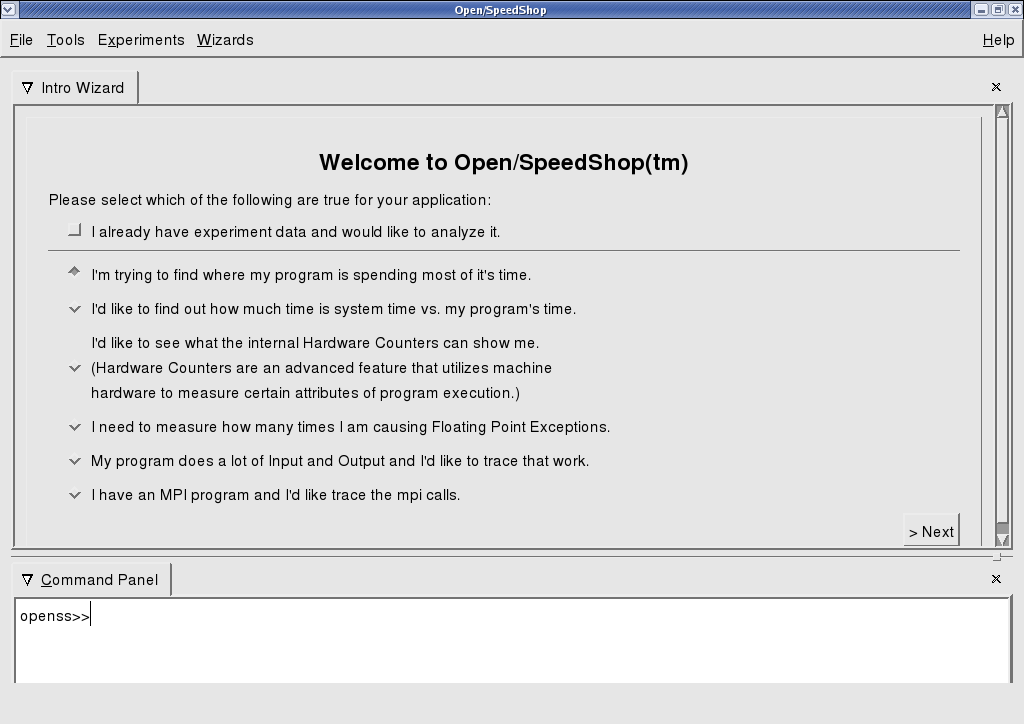 Open/SpeedShop
File Tools Experiments Wizards Help
Intro Wizard
Welcome to Open/SpeedShop(tm)
Please select which of the following are true for your application:
I already have experiment data and would like to analyze it.
I'm trying to find where my program is spending most of it's time.
I'd like to find out how much time is system time vs. my program's time.
I'd like to see what the internal Hardware Counters can show me.
(Hardware Counters are an advanced feature that utilizes machine
hardware to measure certain attributes of program execution.)
I need to measure how many times I am causing Floating Point Exceptions.
My program does a lot of Input and Output and I'd like to trace that work.
I have an MPI program and I'd like trace the mpi calls.
> Next
Command Panel
openss>>